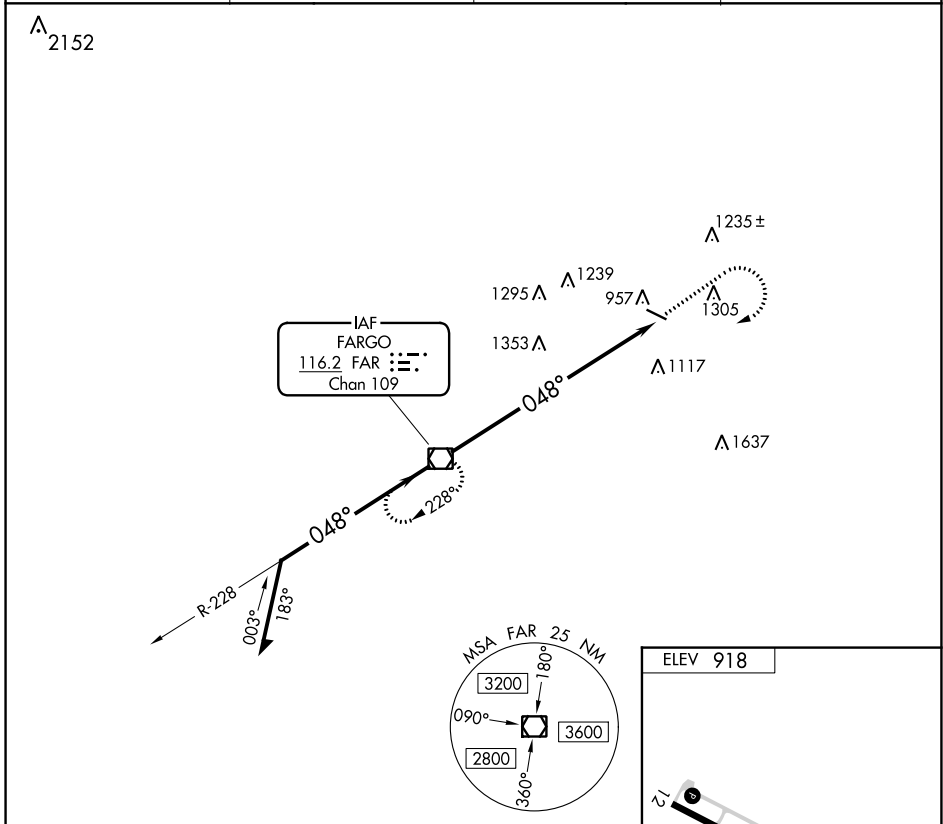 2152
1235 ±
1239
1295
957
1305
IAF
FARGO
116.2 FAR
Chan 109
1353
1117
048°
1637
228°
048°
R-228
003°
183°
MSA FAR 25 NM
180°
3200
090°
3600
2800
360°
ELEV 918
12
P